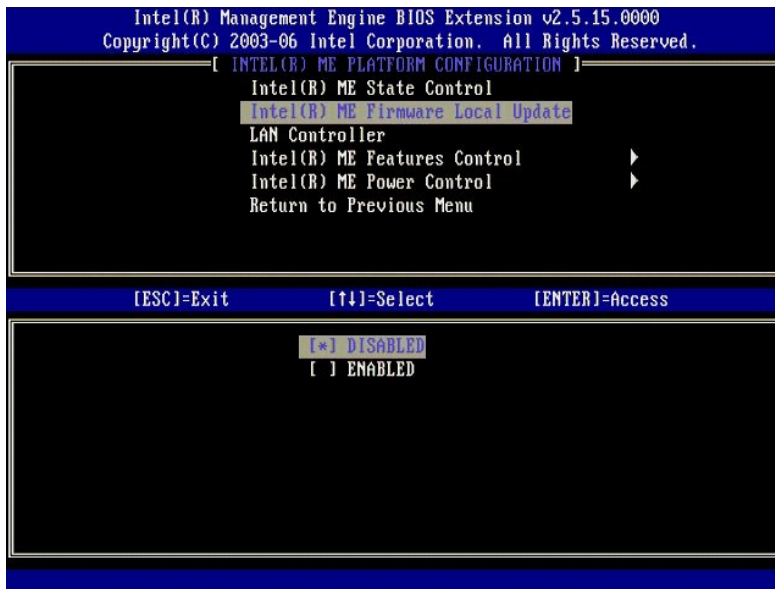 Intel(R) Management Engine BIOS Extension v2.5.15.0000
Copyright(C) 2003-06 Intel Corporation. All Rights Reserved.
[ INTEL(R) ME PLATFORM CONFIGURATION ]
Intel(R) ME State Control
Intel(R) ME Firmware Local Update
LAN Controller
Intel(R) ME Features Control
Intel(R) ME Power Control
Return to Previous Menu
[ESC]=Exit [↑↓]=Select [ENTER]=Access
[*] DISABLED
[ ] ENABLED